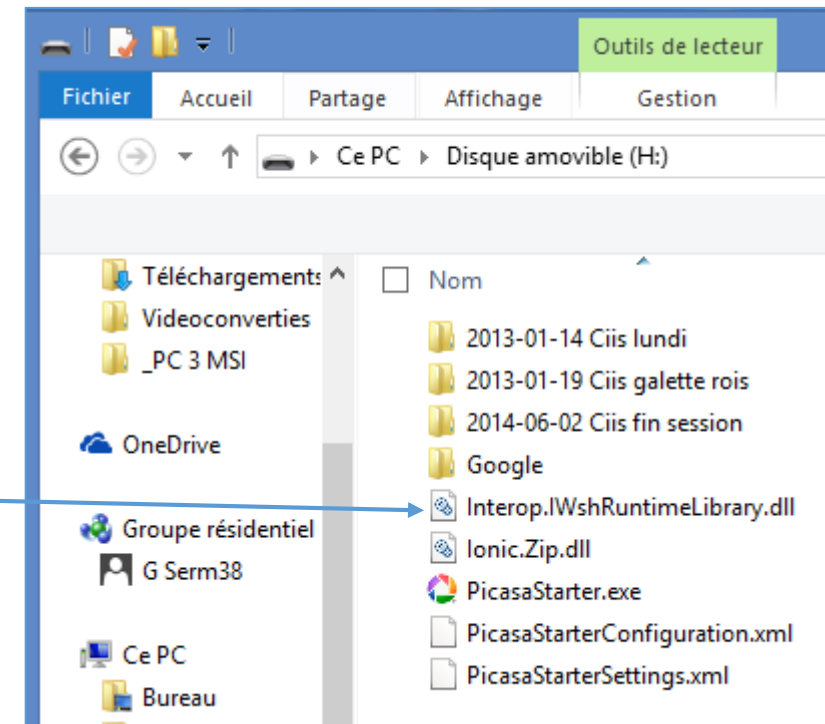 Outils de lecteur
Fichier Accueil Partage Affichage Gestion
Ce PC Disque amovible (H:)
Téléchargements
Videoconverties
_PC 3 MSI
OneDrive
Groupe résidentiel
G Serm38
Ce PC
Bureau
Nom
2013-01-14 Ciis lundi
2013-01-19 Ciis galette rois
2014-06-02 Ciis fin session
Google
Interop.IWshRuntimeLibrary.dll
Ionic.Zip.dll
PicasaStarter.exe
PicasaStarterConfiguration.xml
PicasaStarterSettings.xml